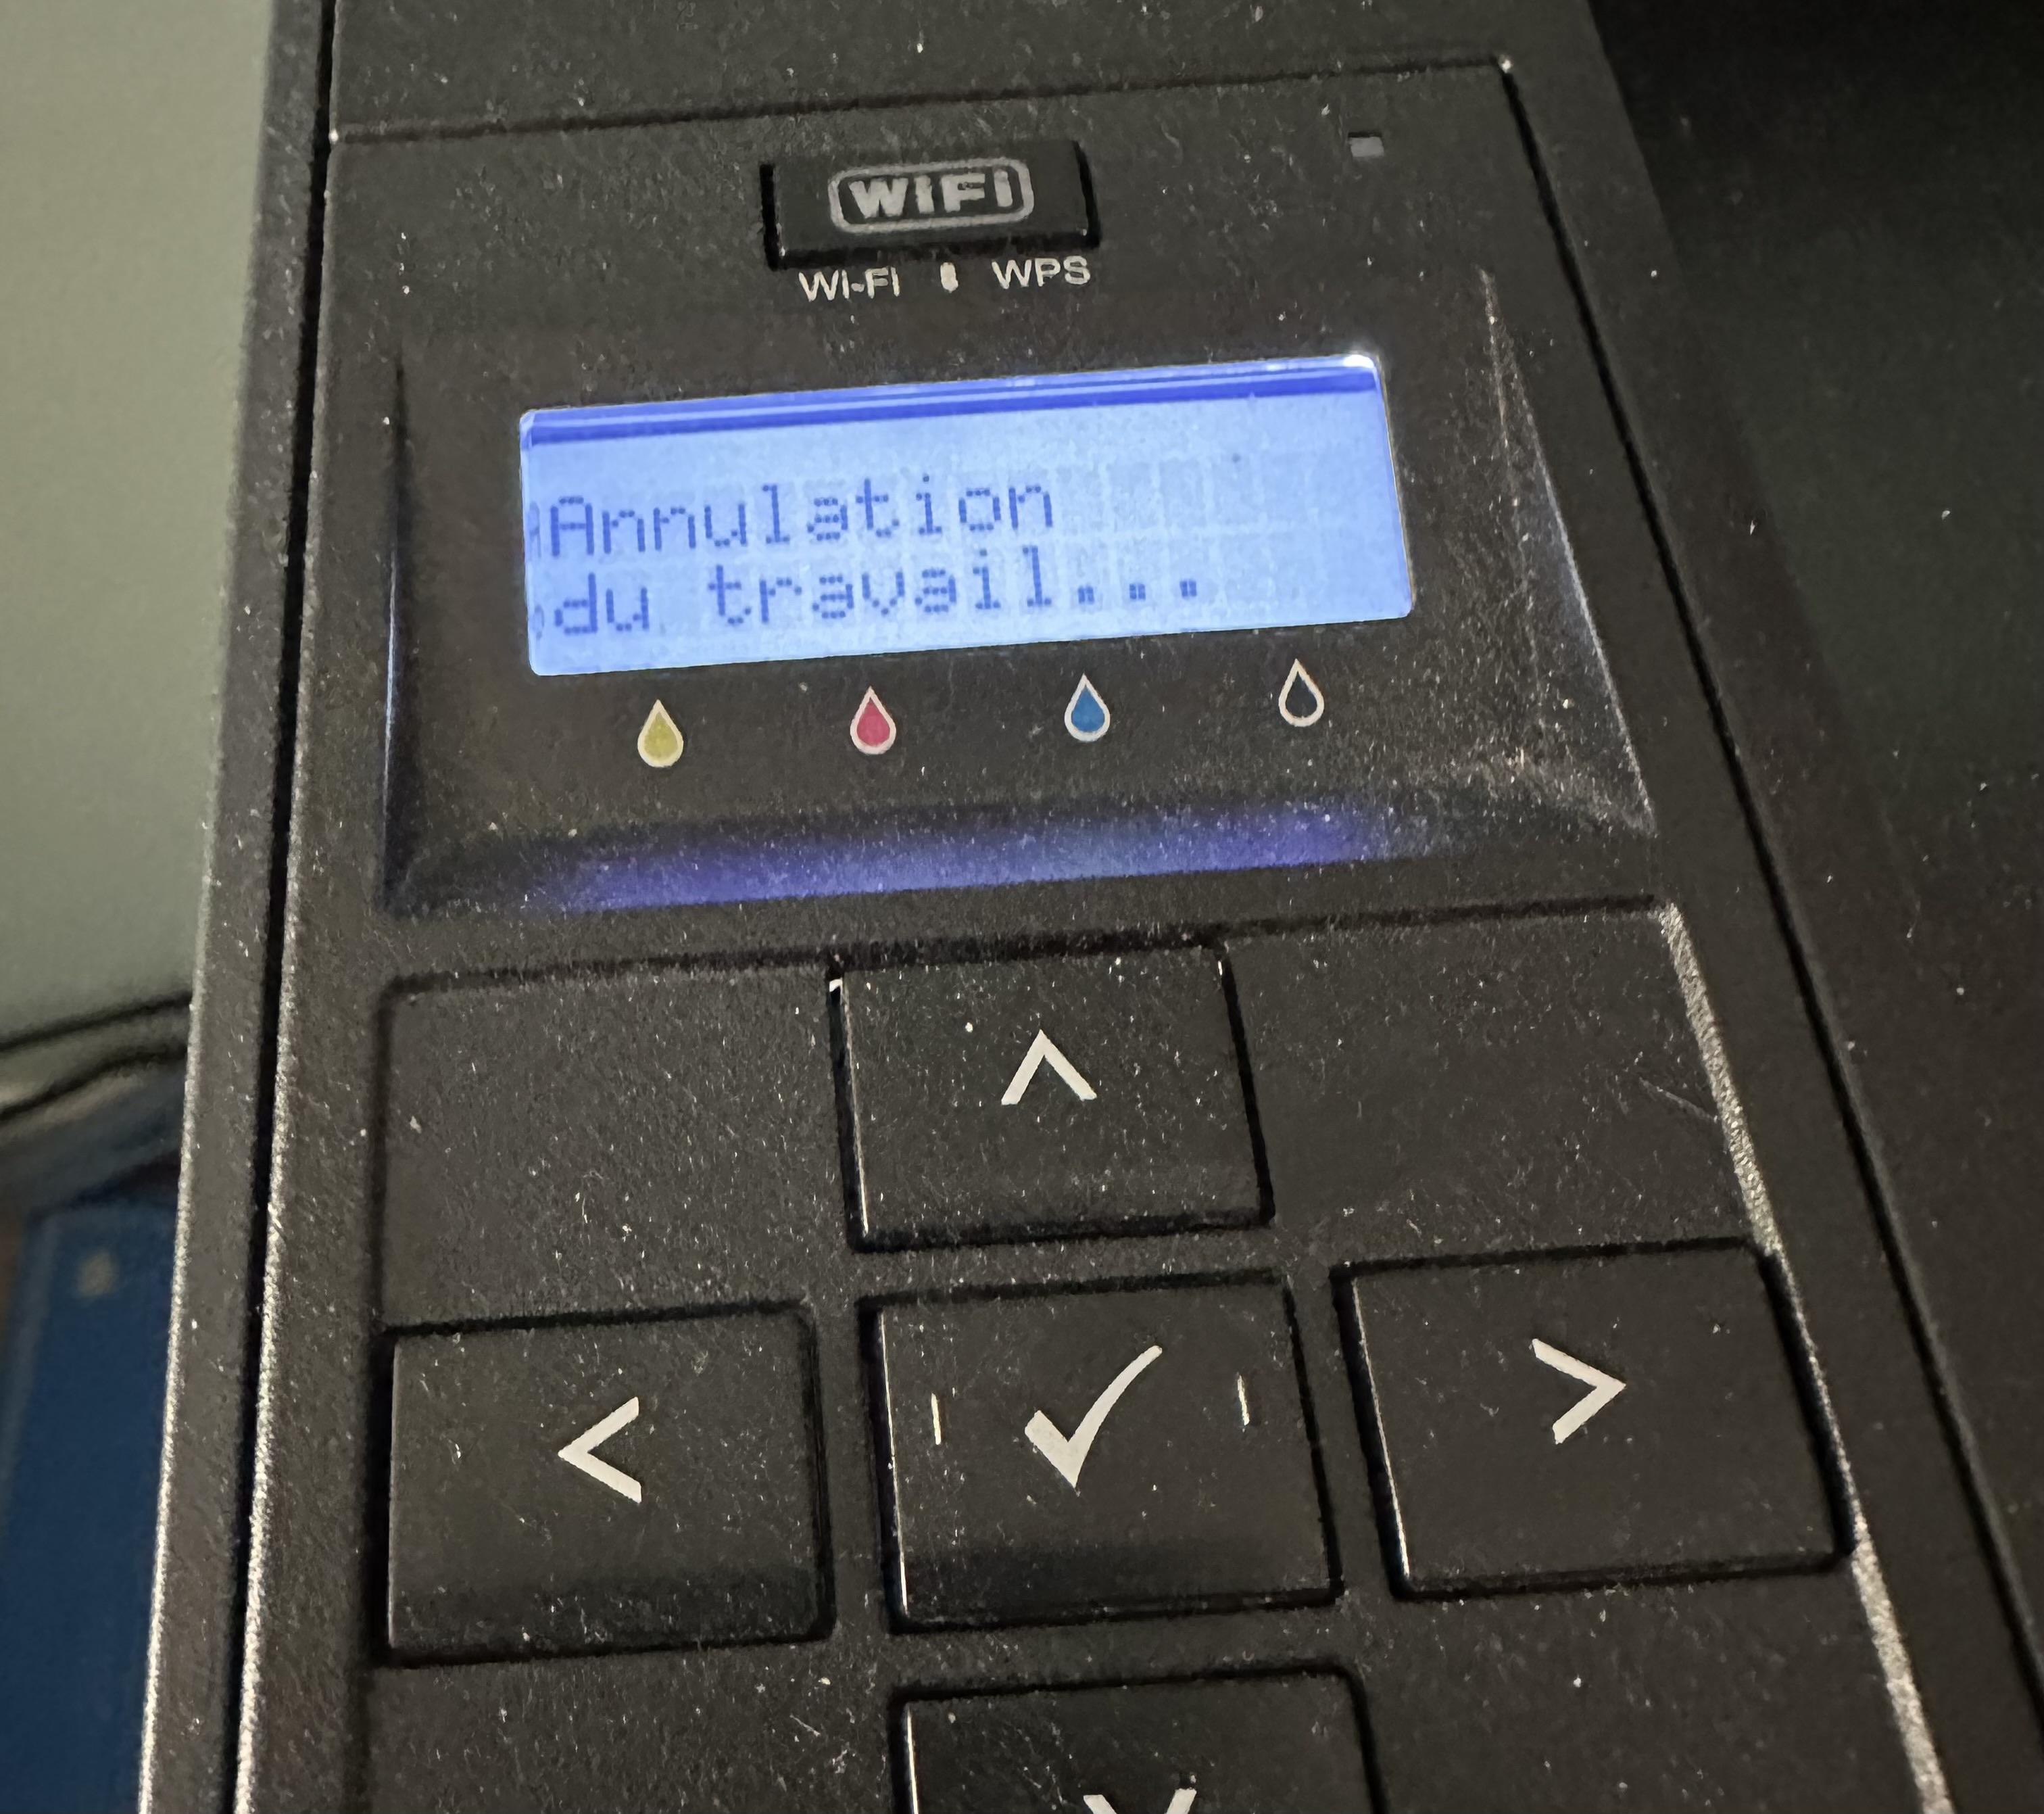 WiFi
Wi-Fi WPS
Annulation
du travail...